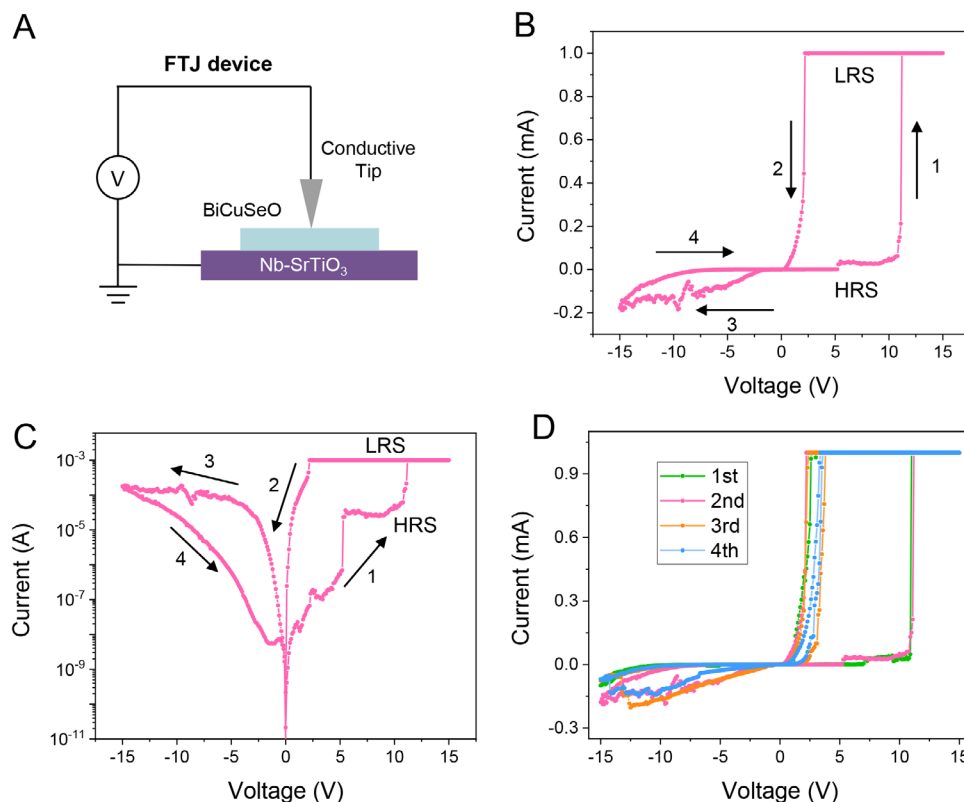 A
FTJ device
V
Conductive
Tip
BiCuSeO
Nb-SrTiO₃
B
Current (mA)
1.0
0.8
0.6
0.4
0.2
0.0
-0.2
LRS
2
1
4
HRS
3
-15
-10
-5
0
5
10
15
Voltage (V)
C
Current (A)
10⁻³
10⁻⁵
10⁻⁷
10⁻⁹
10⁻¹¹
LRS
3
2
HRS
4
1
-15
-10
-5
0
5
10
15
Voltage (V)
D
Current (mA)
0.9
0.6
0.3
0.0
-0.3
1st
2nd
3rd
4th
-15
-10
-5
0
5
10
15
Voltage (V)